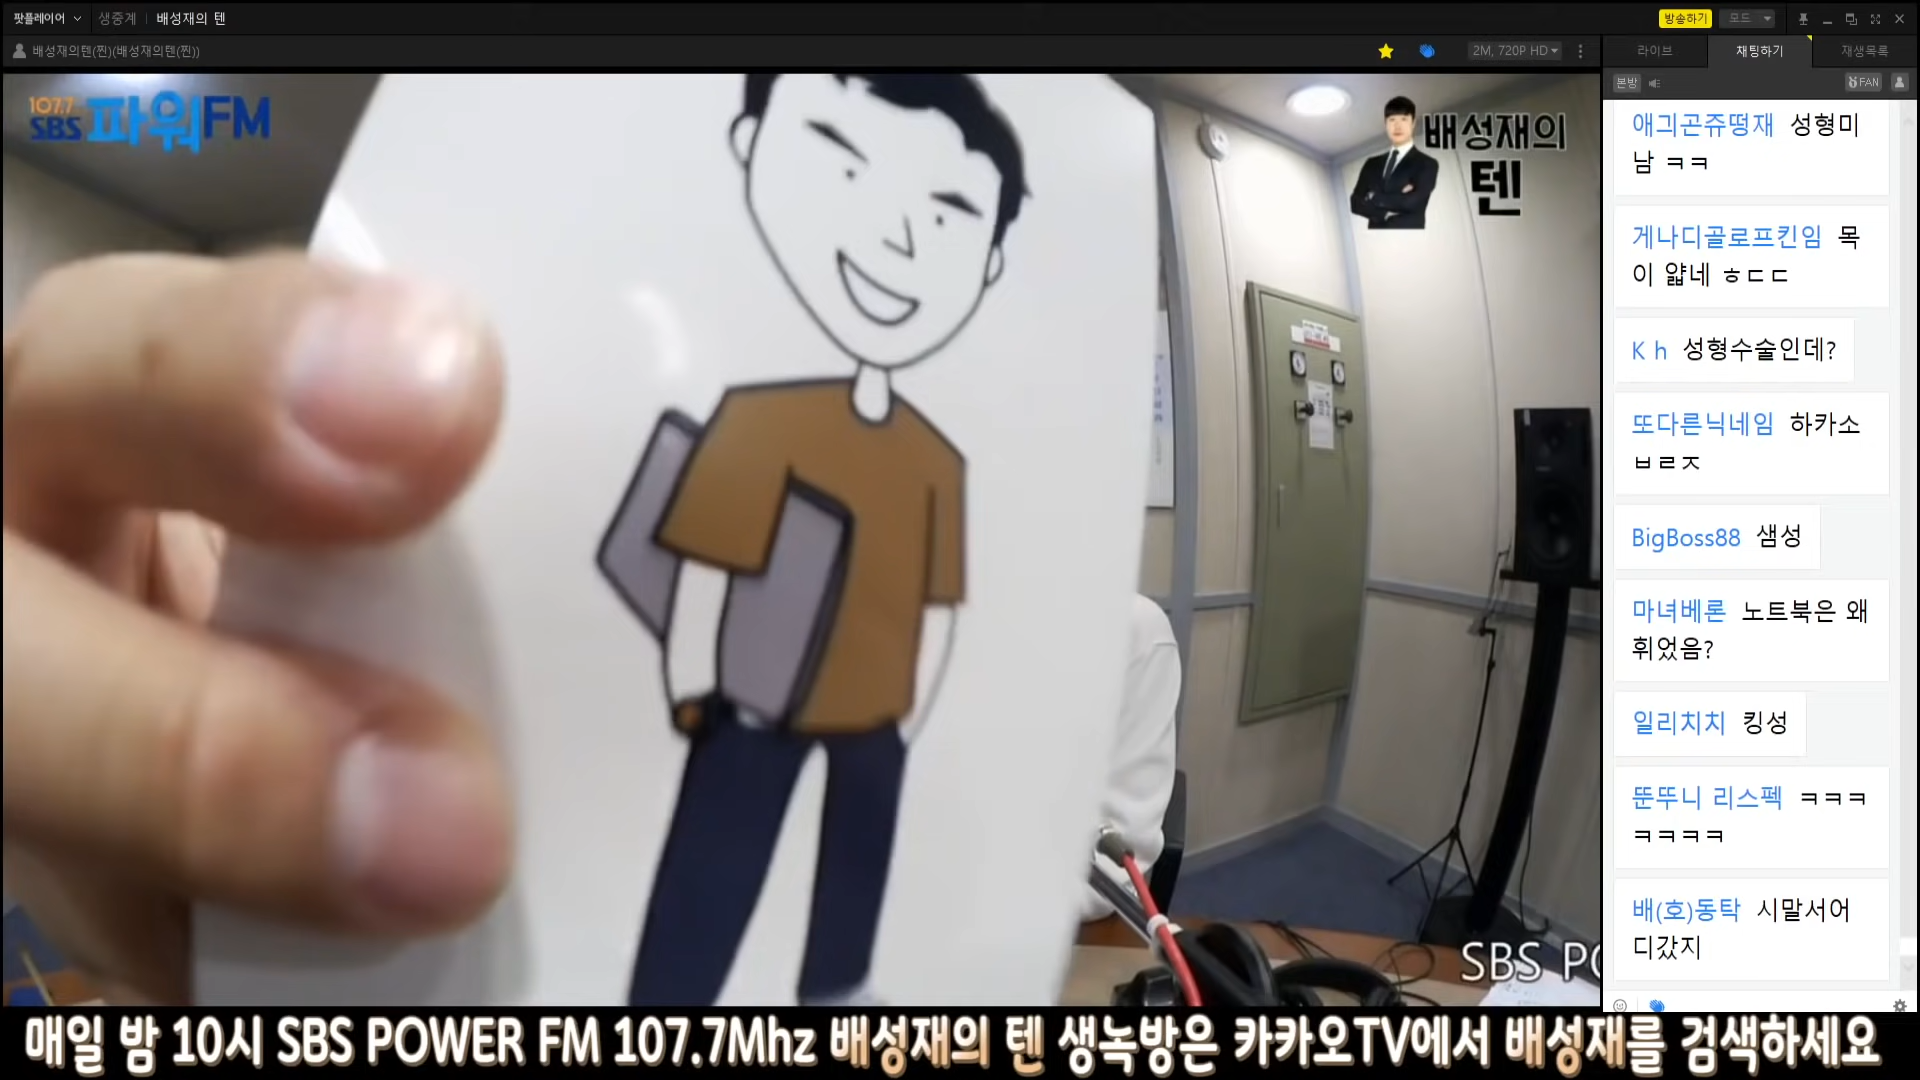 팟플레이어
생중계
배성재의 텐
방송하기
모드
배성재의텐(찐)(배성재의텐(찐))
2M, 720P HD
라이브
채팅하기
재생목록
본방
FAN
107.7
SBS 파워FM
배성재의
텐
SBS PO
애긔곤쥬떵재 성형미
남 ㅋㅋ
게나디골로프킨임 목
이 얇네 ㅎㄷㄷ
K h 성형수술인데?
또다른닉네임 하카소
ㅂㄹㅈ
BigBoss88 샘성
마녀베론 노트북은 왜
휘었음?
일리치치 킹성
뚠뚜니 리스펙 ㅋㅋㅋ
ㅋㅋㅋㅋ
배(호)동탁 시말서어
디갔지
매일 밤 10시 SBS POWER FM 107.7Mhz 배성재의 텐 생녹방은 카카오TV에서 배성재를 검색하세요